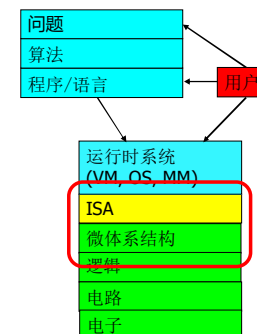 问题
算法
程序/语言
用户
运行时系统
(VM, OS, MM)
ISA
微体系结构
逻辑
电路
电子